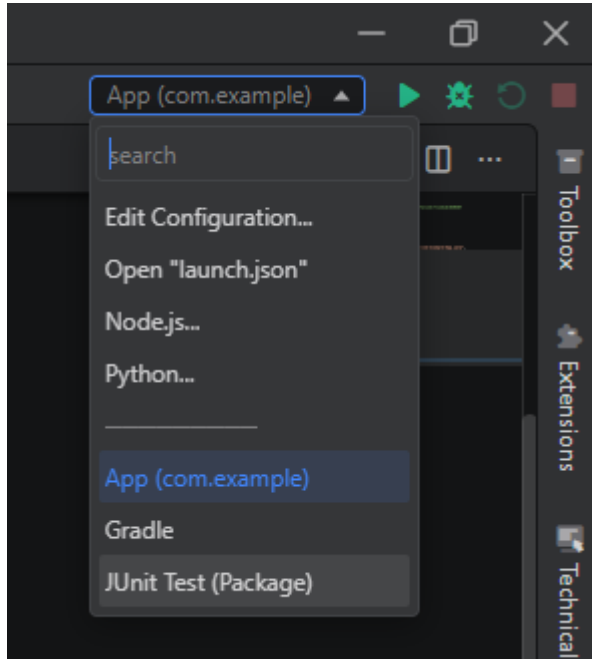 App (com.example)
search
Edit Configuration...
Open "launch.json"
Node.js...
Python...
App (com.example)
Gradle
JUnit Test (Package)
Toolbox
Extensions
Technical